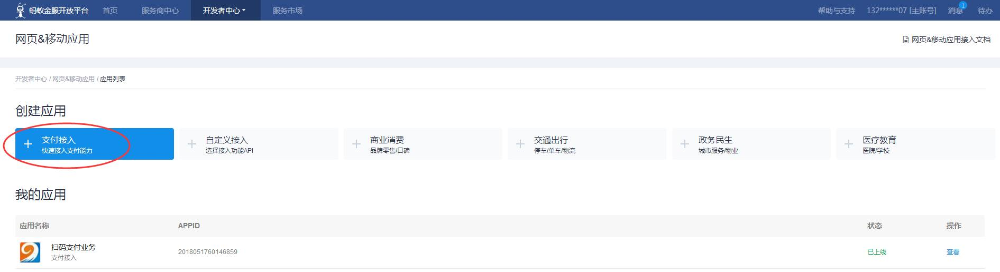 蚂蚁金服开放平台 首页 服务商中心 开发者中心 服务市场 帮助与支持 132******07 [主账号] 消息 1 待办
网页&移动应用 网页&移动应用接入文档
开发者中心 / 网页&移动应用 / 应用列表
创建应用
支付接入 自定义接入 商业消费 交通出行 政务民生 医疗教育
快速接入支付能力 选择接入功能API 品牌零售/口碑 停车/单车/物流 城市服务/物业 医院/学校
我的应用
应用名称 APPID 状态 操作
扫码支付业务
支付接入 2018051760146859 已上线 查看